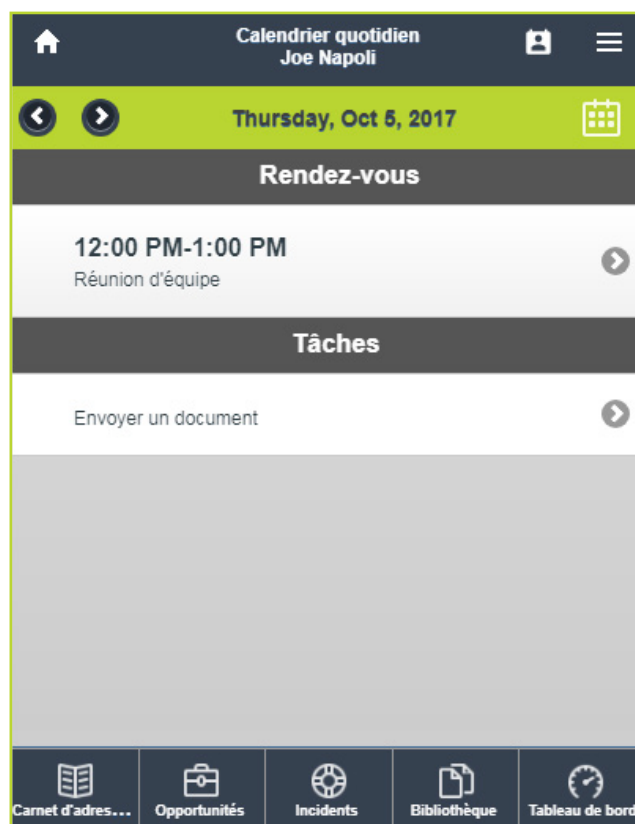 Calendrier quotidien
Joe Napoli
Thursday, Oct 5, 2017
Rendez-vous
12:00 PM-1:00 PM
Réunion d'équipe
Tâches
Envoyer un document
Carnet d'adres... Opportunités Incidents Bibliothèque Tableau de bord